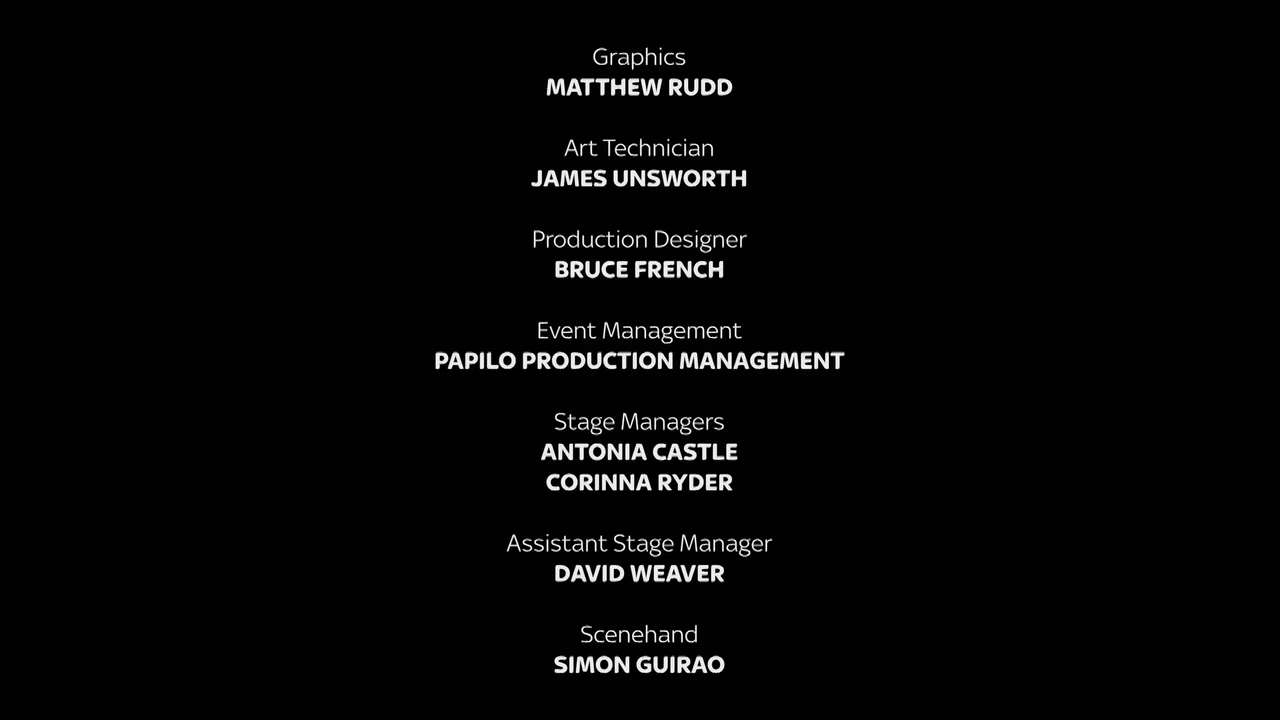 Graphics
MATTHEW RUDD
Art Technician
JAMES UNSWORTH
Production Designer
BRUCE FRENCH
Event Management
PAPILO PRODUCTION MANAGEMENT
Stage Managers
ANTONIA CASTLE
CORINNA RYDER
Assistant Stage Manager
DAVID WEAVER
Scenehand
SIMON GUIRAO